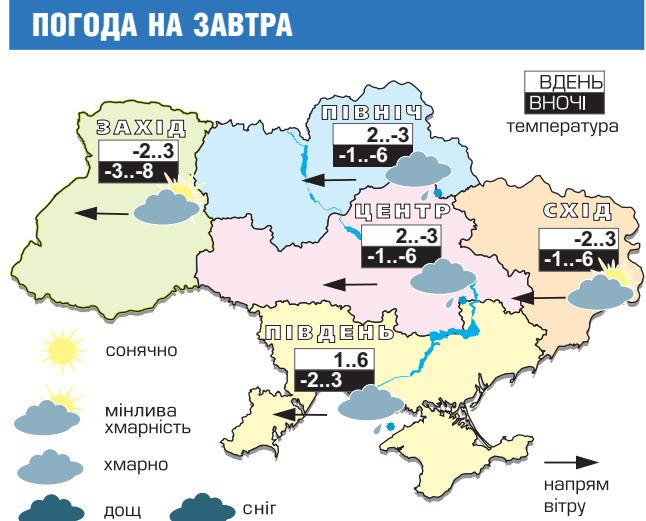 ПОГОДА НА ЗАВТРА
ВДЕНЬ
ВНОЧІ
температура
ЗАХІД
-2..3
-3..-8
ПІВНІЧ
2..-3
-1..-6
ЦЕНТР
2..-3
-1..-6
СХІД
-2..3
-1..-6
ПІВДЕНЬ
1..6
-2..3
сонячно
мінлива
хмарність
хмарно
дощ
сніг
напрям
вітру